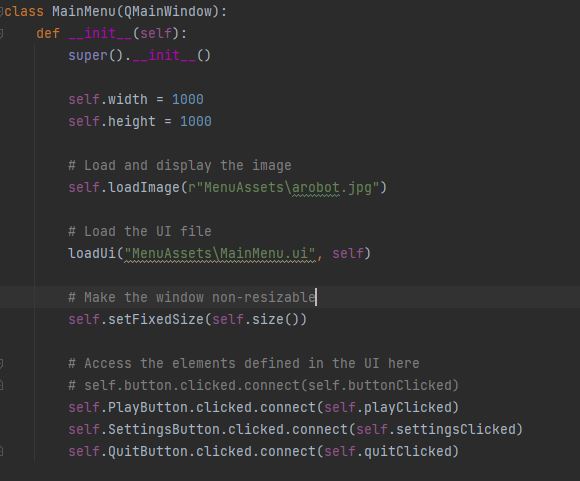 class MainMenu(QMainWindow):
    def __init__(self):
        super().__init__()
        self.width = 1000
        self.height = 1000
        # Load and display the image
        self.loadImage(r"MenuAssets\arobot.jpg")
        # Load the UI file
        loadUi("MenuAssets\MainMenu.ui", self)
        # Make the window non-resizable
        self.setFixedSize(self.size())
        # Access the elements defined in the UI here
        # self.button.clicked.connect(self.buttonClicked)
        self.PlayButton.clicked.connect(self.playClicked)
        self.SettingsButton.clicked.connect(self.settingsClicked)
        self.QuitButton.clicked.connect(self.quitClicked)